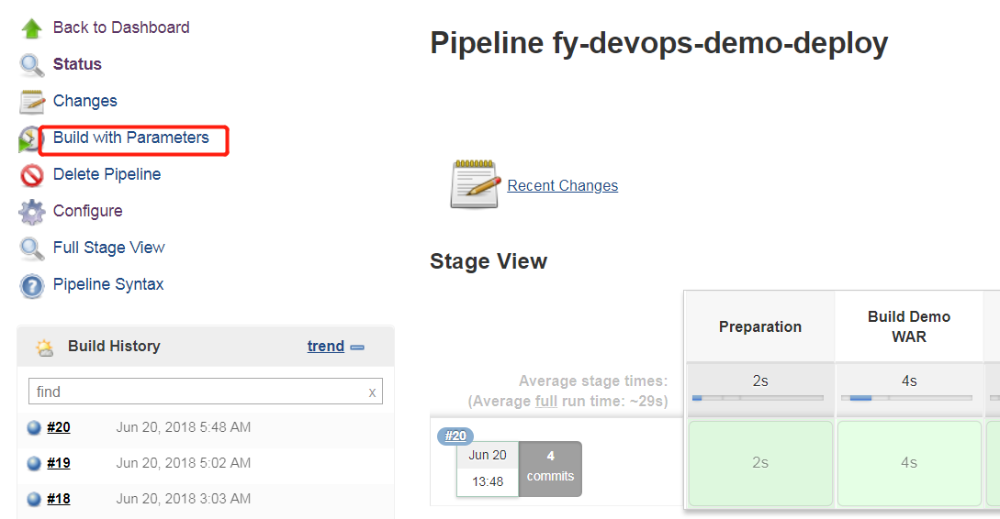 Back to Dashboard
Status
Changes
Build with Parameters
Delete Pipeline
Configure
Full Stage View
Pipeline Syntax
Build History
trend
find
x
#20
Jun 20, 2018 5:48 AM
#19
Jun 20, 2018 5:02 AM
#18
Jun 20, 2018 3:03 AM
Pipeline fy-devops-demo-deploy
Recent Changes
Stage View
Preparation
Build Demo
WAR
Average stage times:
(Average full run time: ~29s)
2s
4s
#20
Jun 20
13:48
4
commits
2s
4s